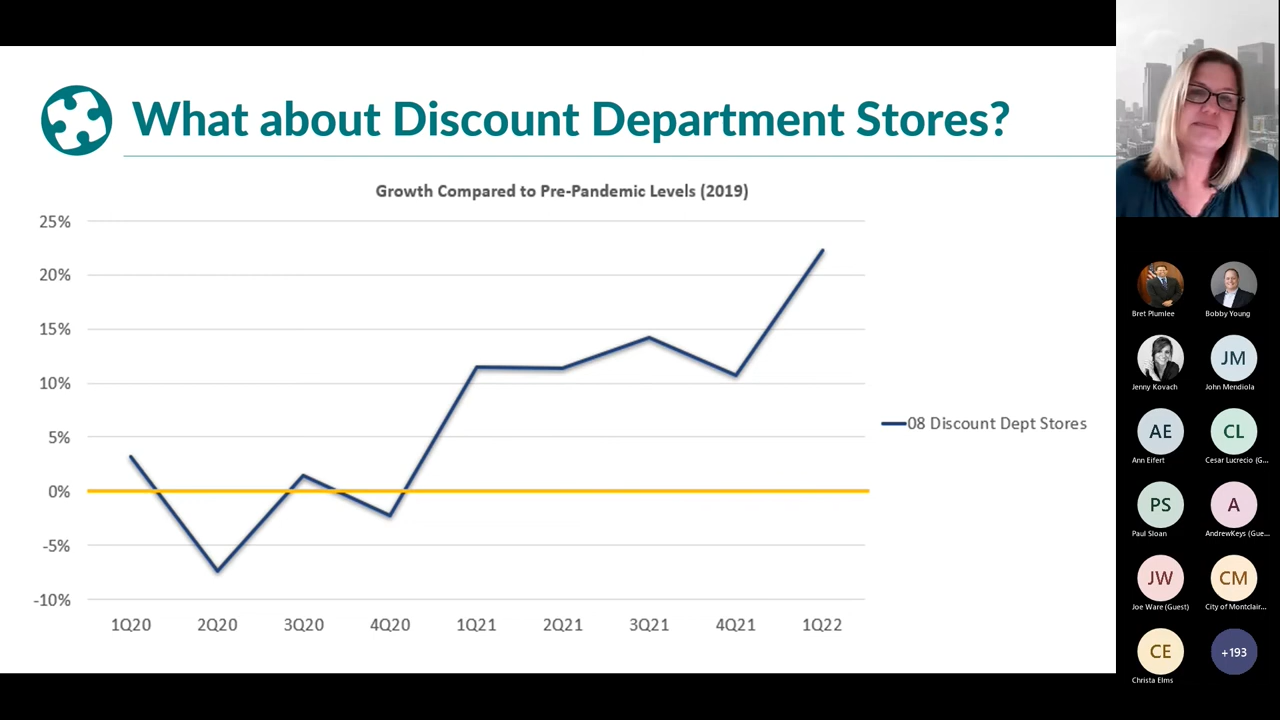 What about Discount Department Stores?
Growth Compared to Pre-Pandemic Levels (2019)
25%
20%
15%
10%
5%
0%
-5%
-10%
1Q20 2Q20 3Q20 4Q20 1Q21 2Q21 3Q21 4Q21 1Q22
08 Discount Dept Stores
Bret Plumlee
Bobby Young
Jenny Kovach
JM
John Mendiola
AE
Ann Eifert
CL
Cesar Lucrecio (G...
PS
Paul Sloan
A
AndrewKeys (Gue...
JW
Joe Ware (Guest)
CM
City of Montclair...
CE
Christa Elms
+193